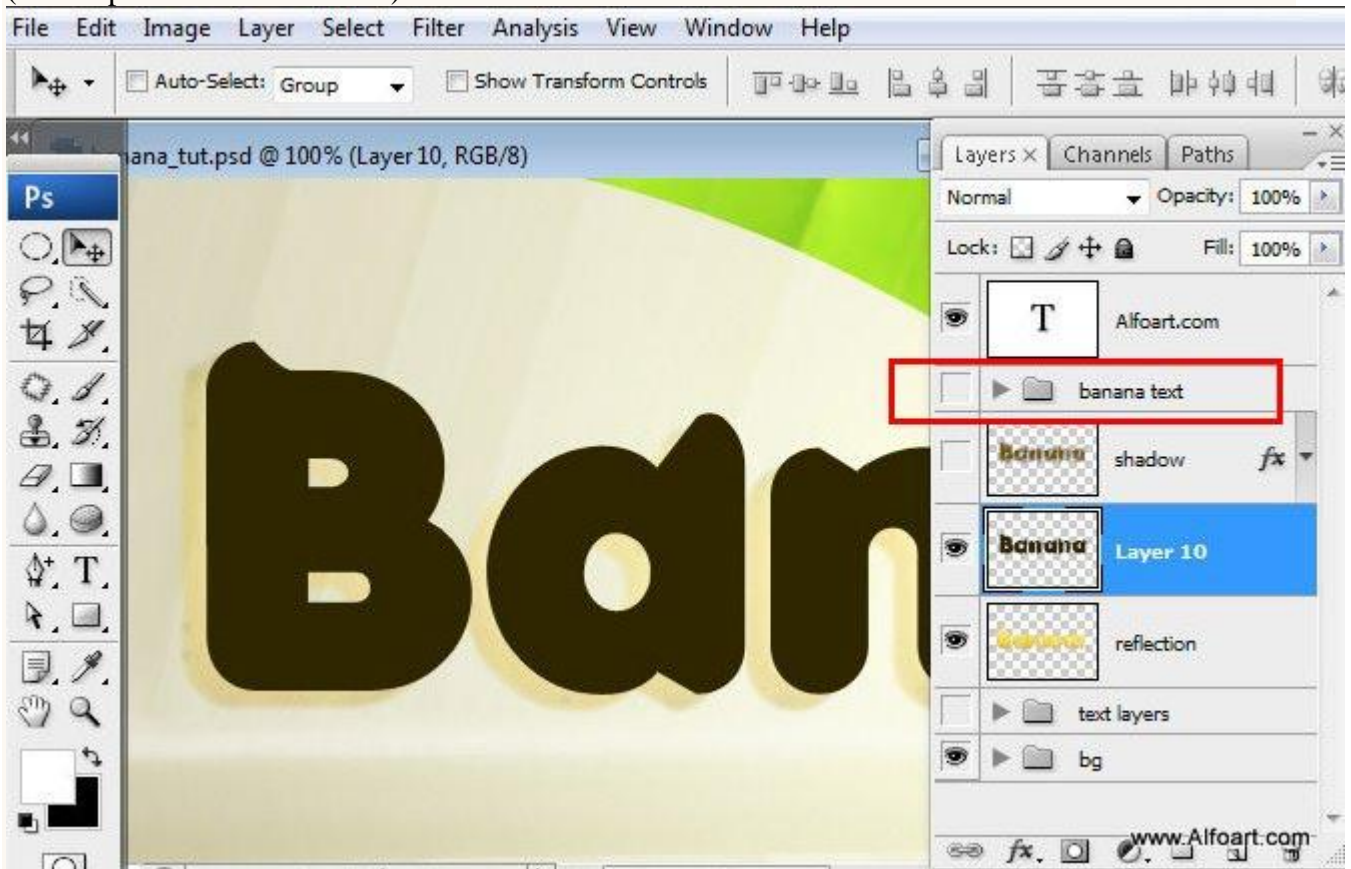 File Edit Image Layer Select Filter Analysis View Window Help
Auto-Select: Group Show Transform Controls
ana_tut.psd @ 100% (Layer 10, RGB/8)
Layers × Channels Paths
Ps
Normal Opacity: 100%
Lock: Fill: 100%
T Alfoart.com
banana text
Banana shadow fx
Banana Layer 10
Banana reflection
text layers
bg
Ban
T
fx
www.Alfoart.com